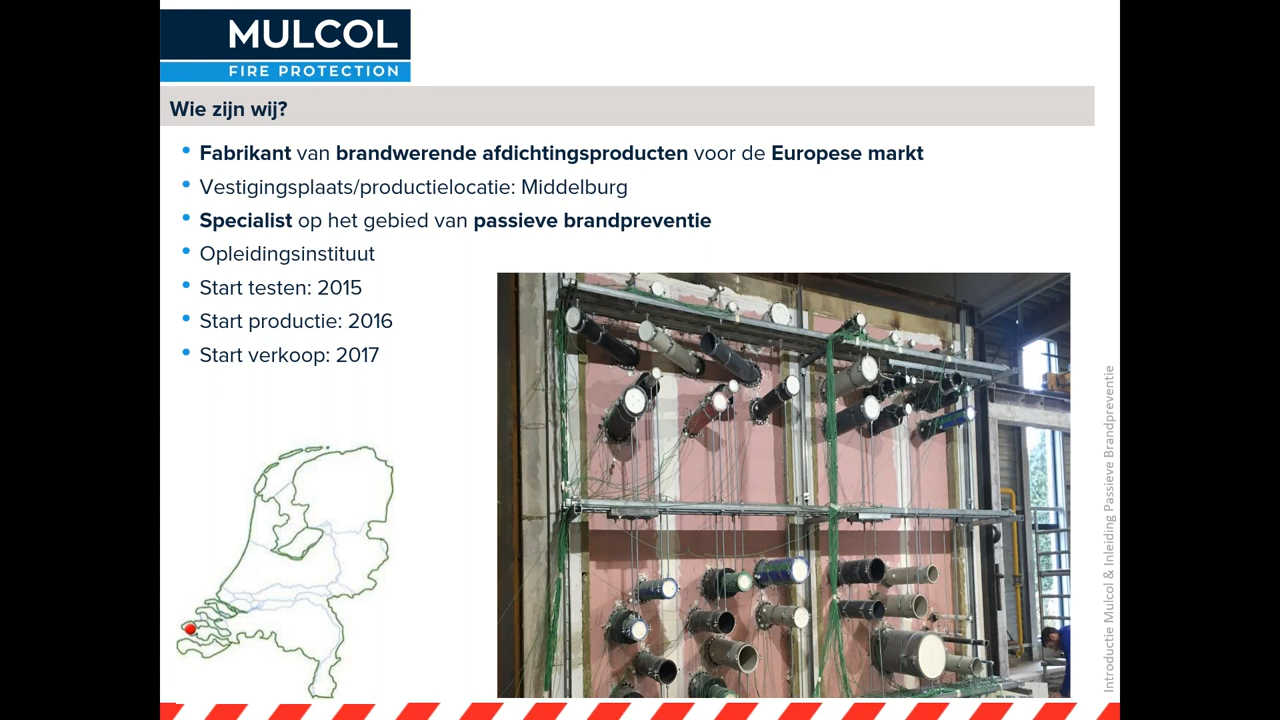 MULCOL
FIRE PROTECTION
Wie zijn wij?
• Fabrikant van brandwerende afdichtingsproducten voor de Europese markt
• Vestigingsplaats/productielocatie: Middelburg
• Specialist op het gebied van passieve brandpreventie
• Opleidingsinstituut
• Start testen: 2015
• Start productie: 2016
• Start verkoop: 2017
Introductie Mulcol & Inleiding Passieve Brandpreventie